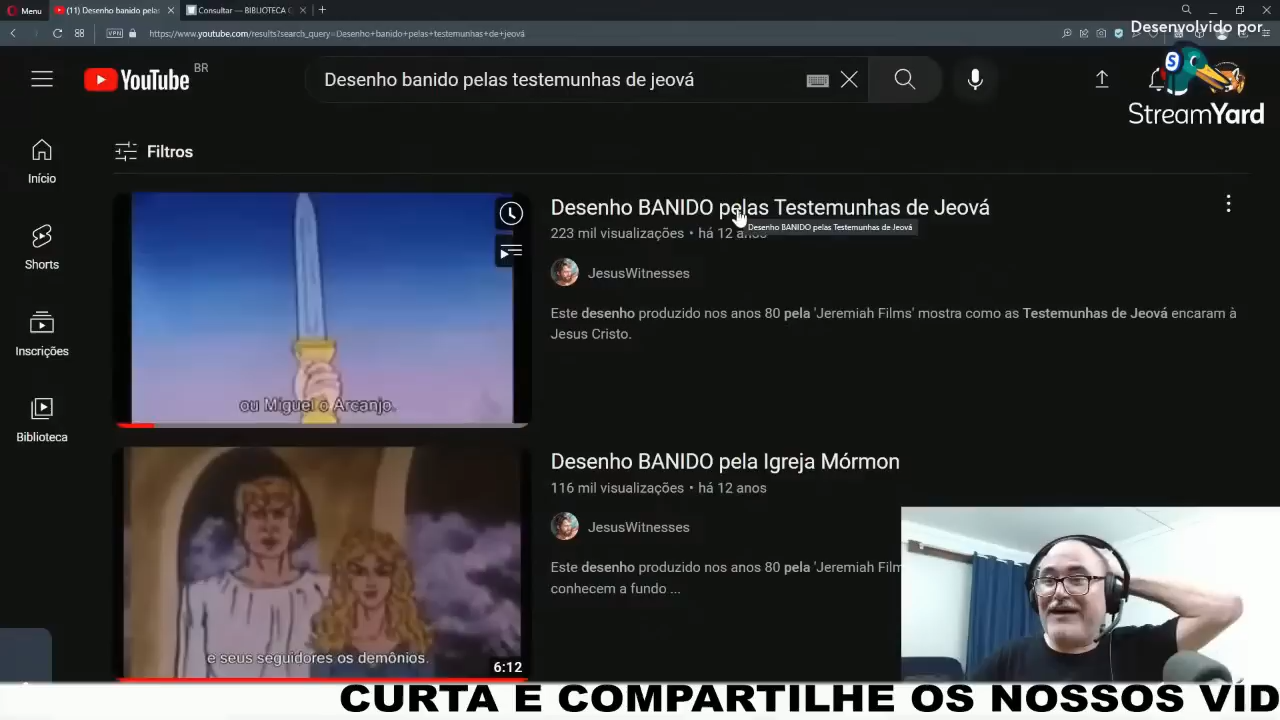 Menu
(11) Desenho banido pelas
Consultar — BIBLIOTECA
Desenvolvido por
VPN
https://www.youtube.com/results?search_query=Desenho+banido+pelas+testemunhas+de+jeová
YouTube
BR
Desenho banido pelas testemunhas de jeová
S
StreamYard
Filtros
Início
Shorts
Inscrições
Biblioteca
ou Miguel o Arcanjo.
Desenho BANIDO pelas Testemunhas de Jeová
223 mil visualizações • há 12 anos
Desenho BANIDO pelas Testemunhas de Jeová
JesusWitnesses
Este desenho produzido nos anos 80 pela 'Jeremiah Films' mostra como as Testemunhas de Jeová encaram à
Jesus Cristo.
e seus seguidores os demônios.
6:12
Desenho BANIDO pela Igreja Mórmon
116 mil visualizações • há 12 anos
JesusWitnesses
Este desenho produzido nos anos 80 pela 'Jeremiah Film
conhecem a fundo ...
CURTA E COMPARTILHE OS NOSSOS VID